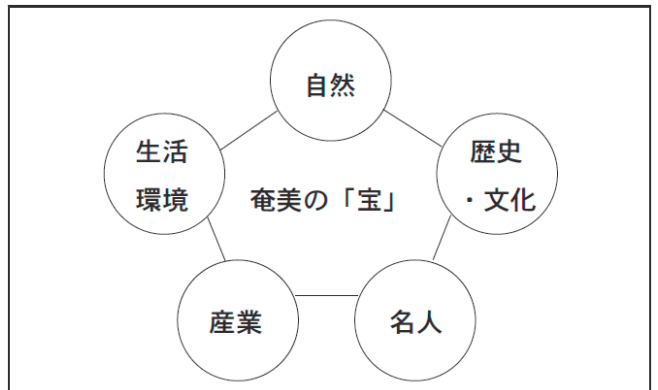 自然
生活
環境
歴史
・文化
奄美の「宝」
産業
名人